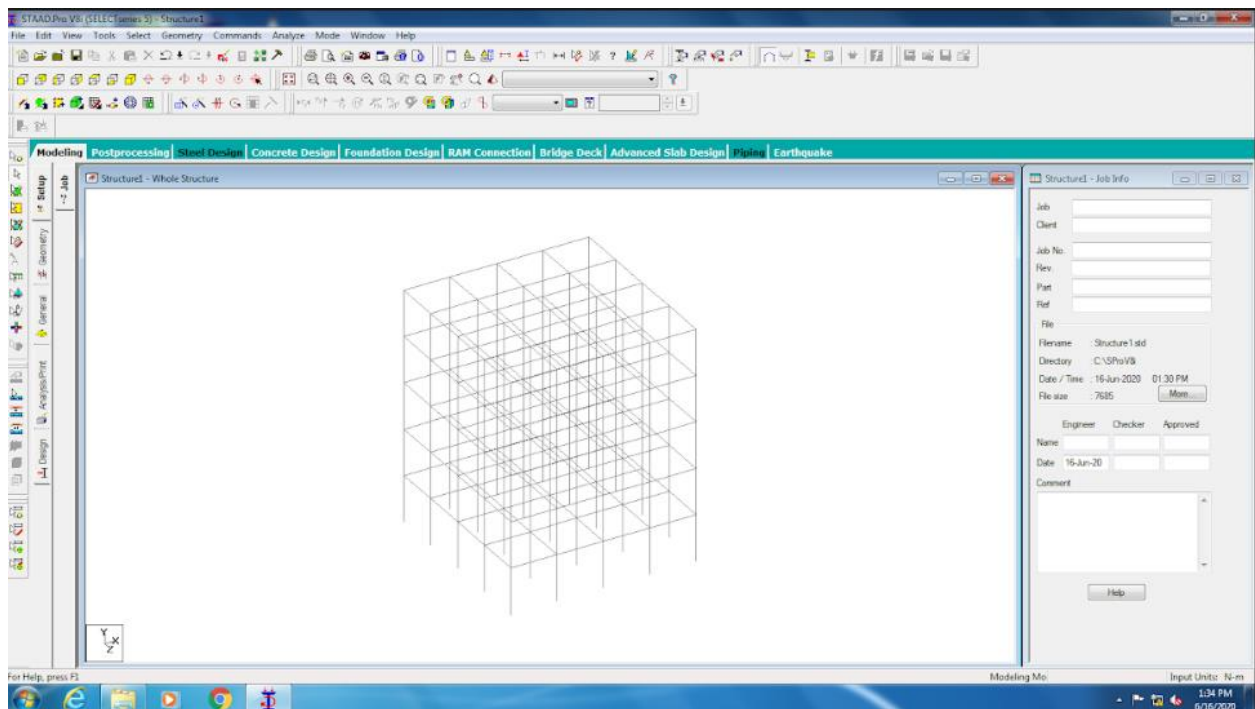 STAAD.Pro V8i (SELECTseries 5) - Structure1
File Edit View Tools Select Geometry Commands Analyze Mode Window Help
Modeling Postprocessing Steel Design Concrete Design Foundation Design RAM Connection Bridge Deck Advanced Slab Design Piping Earthquake
Setup
Geometry
General
Analysis/Print
Design
Job
Structure1 - Whole Structure
Y
X
Z
Structure1 - Job Info
Job
Client
Job No.
Rev.
Part
Ref
File
Filename : Structure1.std
Directory : C:\SProV8i
Date / Time : 16-Jun-2020 01:30 PM
File size : 7685 More...
Engineer Checker Approved
Name
Date 16-Jun-20
Comment
Help
For Help, press F1
Modeling Mo
Input Units: N-m
1:34 PM
6/16/2020